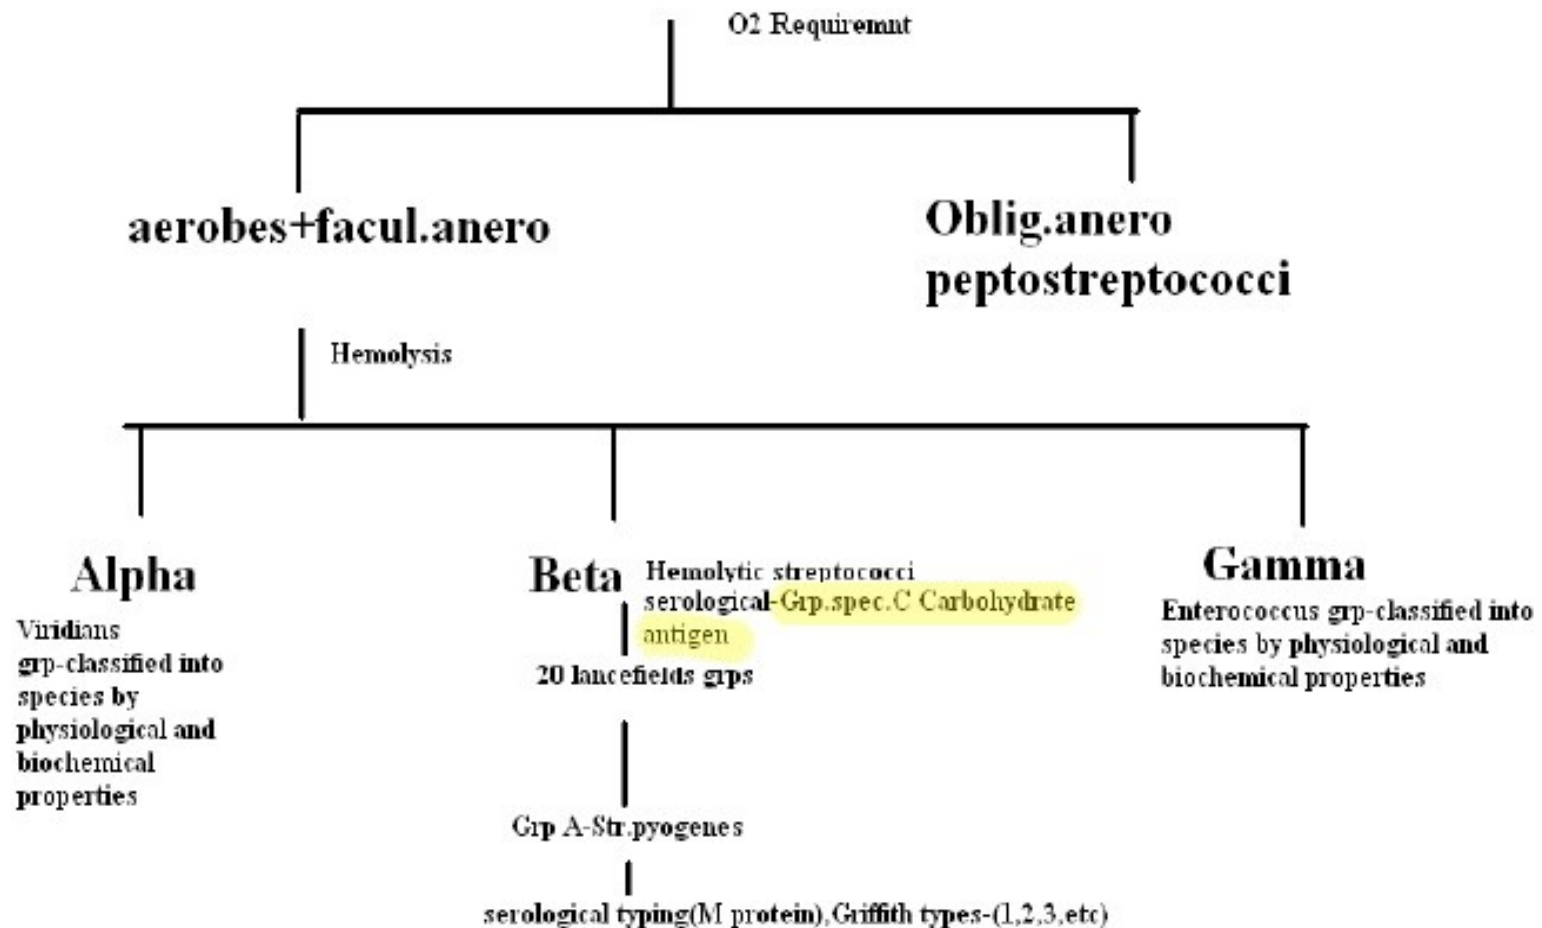 O2 Requiremnt
aerobes+facul.anero
Oblig.anero
peptostreptococci
Hemolysis
Alpha
Viridians
grp-classified into
species by
physiological and
biochemical
properties
Beta
Hemolytic streptococci
serological-Grp.spec.C Carbohydrate
antigen
20 lancefields grps
Grp A-Str.pyogenes
serological typing(M protein),Griffith types-(1,2,3,etc)
Gamma
Enterococcus grp-classified into
species by physiological and
biochemical properties